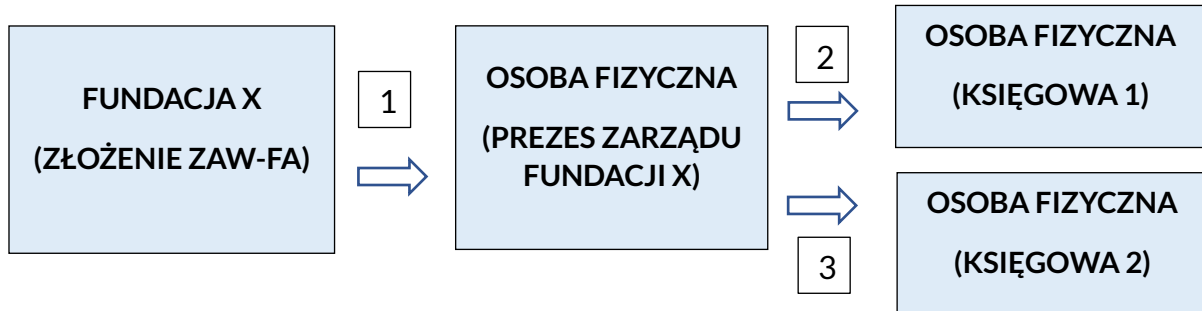 FUNDACJA X
(ZŁOŻENIE ZAW-FA)
1
OSOBA FIZYCZNA
(PREZES ZARZĄDU
FUNDACJI X)
2
OSOBA FIZYCZNA
(KSIĘGOWA 1)
3
OSOBA FIZYCZNA
(KSIĘGOWA 2)